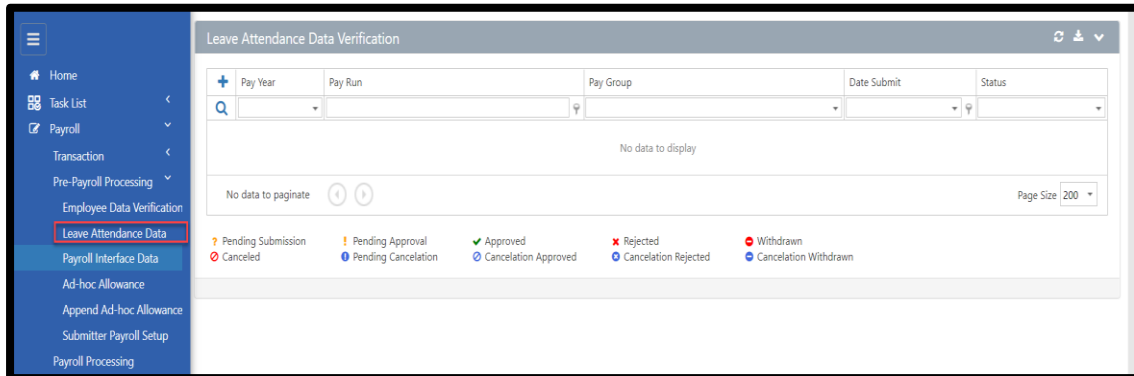 Leave Attendance Data Verification
Home
Task List
Payroll
Transaction
Pre-Payroll Processing
Employee Data Verification
Leave Attendance Data
Payroll Interface Data
Ad-hoc Allowance
Append Ad-hoc Allowance
Submitter Payroll Setup
Payroll Processing
Pay Year Pay Run Pay Group Date Submit Status
No data to display
No data to paginate Page Size 200
? Pending Submission ! Pending Approval Approved Rejected Withdrawn
Canceled Pending Cancelation Cancelation Approved Cancelation Rejected Cancelation Withdrawn